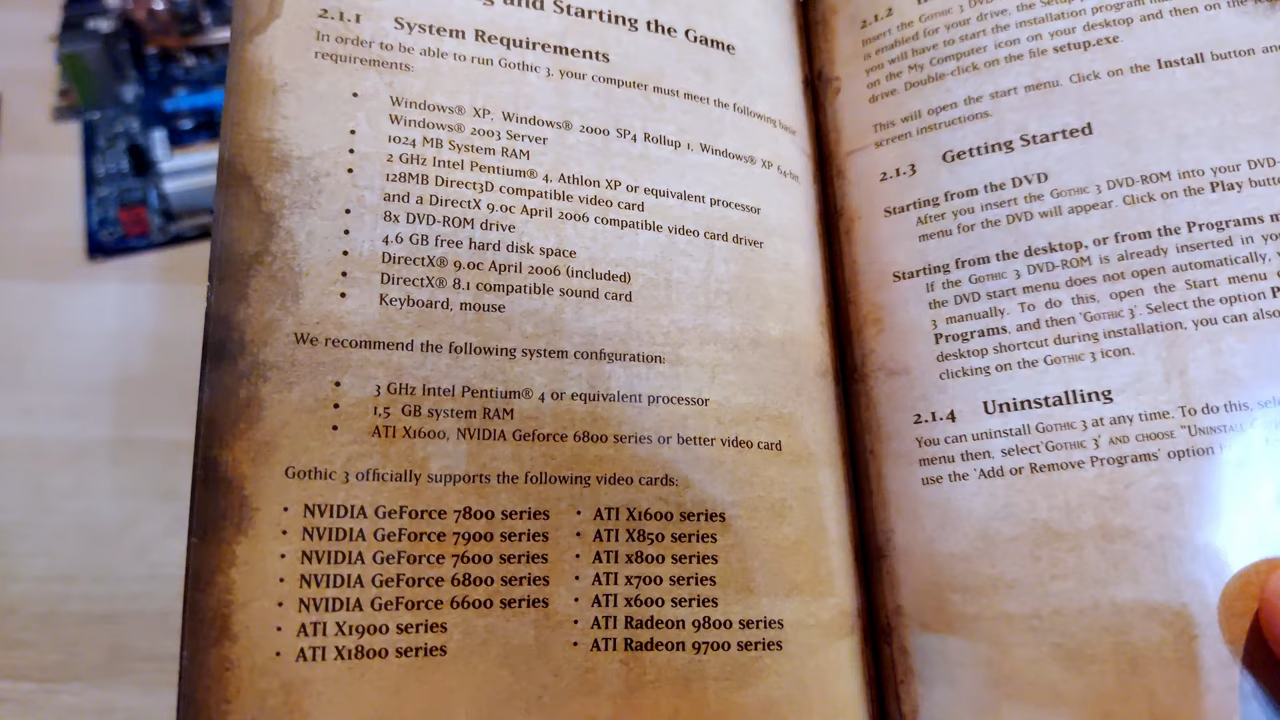 and Starting the Game
2.1.1 System Requirements
In order to be able to run Gothic 3, your computer must meet the following basic
requirements:
• Windows® XP, Windows® 2000 SP4 Rollup 1, Windows® XP 64-bit,
Windows® 2003 Server
• 1024 MB System RAM
• 2 GHz Intel Pentium® 4, Athlon XP or equivalent processor
• 128MB Direct3D compatible video card
and a DirectX 9.0c April 2006 compatible video card driver
• 8x DVD-ROM drive
• 4.6 GB free hard disk space
• DirectX® 9.0c April 2006 (included)
• DirectX® 8.1 compatible sound card
• Keyboard, mouse
We recommend the following system configuration:
• 3 GHz Intel Pentium® 4 or equivalent processor
• 1,5 GB system RAM
• ATI X1600, NVIDIA Geforce 6800 series or better video card
Gothic 3 officially supports the following video cards:
• NVIDIA GeForce 7800 series
• NVIDIA GeForce 7900 series
• NVIDIA GeForce 7600 series
• NVIDIA GeForce 6800 series
• NVIDIA GeForce 6600 series
• ATI X1900 series
• ATI X1800 series
• ATI X1600 series
• ATI X850 series
• ATI x800 series
• ATI x700 series
• ATI x600 series
• ATI Radeon 9800 series
• ATI Radeon 9700 series
2.1.2
Insert the Gothic 3 DVD
is enabled for your drive, the Setup
you will have to start the installation program
on the My Computer icon on your desktop and then on the
drive. Double-click on the file setup.exe.
This will open the start menu. Click on the Install button and
screen instructions.
2.1.3 Getting Started
Starting from the DVD
After you insert the Gothic 3 DVD-ROM into your DVD
menu for the DVD will appear. Click on the Play
Starting from the desktop, or from the Programs
If the Gothic 3 DVD-ROM is already inserted in
the DVD start menu does not open automatically,
3 manually. To do this, open the Start menu
Programs, and then 'Gothic 3'. Select the option
desktop shortcut during installation, you can also
clicking on the Gothic 3 icon.
2.1.4 Uninstalling
You can uninstall Gothic 3 at any time. To do this,
menu then, select 'Gothic 3' and choose "Uninstall
use the 'Add or Remove Programs' option